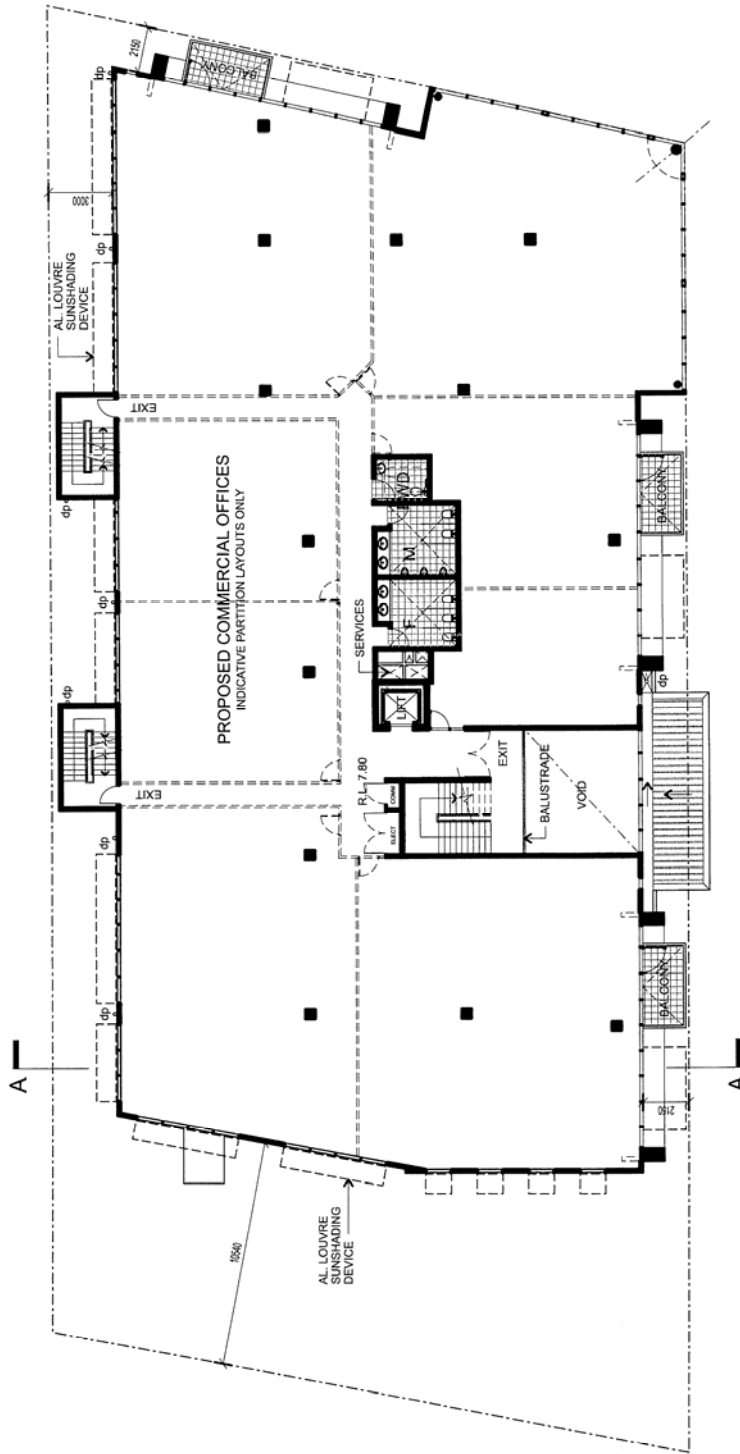 A
AL. LOUVRE
SUNSHADING
DEVICE
3000
dp
dp
dp
dp
dp
dp
dp
2150
EXIT
EXIT
BALCONY
PROPOSED COMMERCIAL OFFICES
INDICATIVE PARTITION LAYOUTS ONLY
10540
AL. LOUVRE
SUNSHADING
DEVICE
SERVICES
R.L. 7.80
ELECT
COMM
LIFT
F
M
EXIT
BALUSTRADE
VOID
dp
BALCONY
BALCONY
2150
A